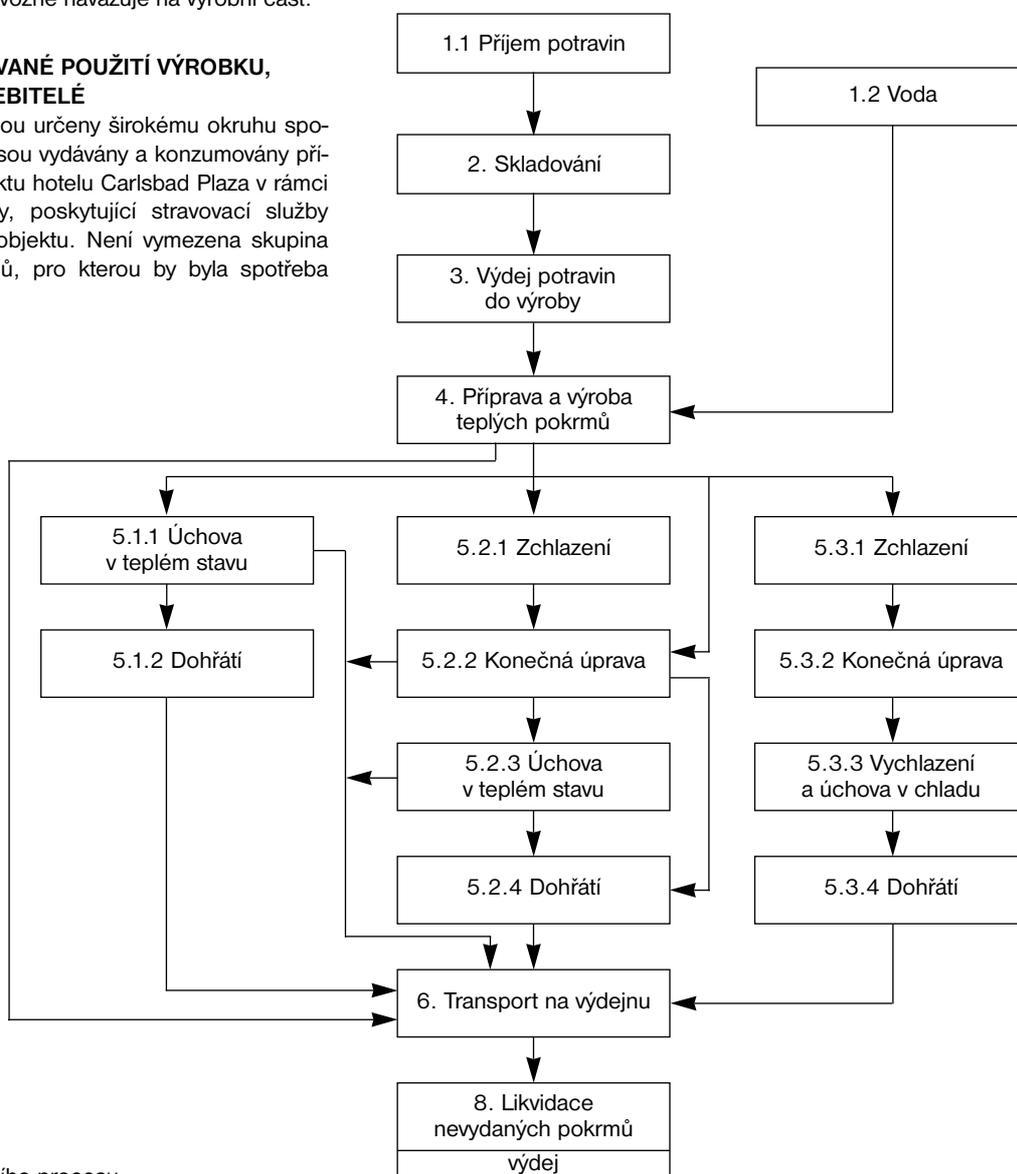 vozně navazuje na výrobní část.
VANÉ POUŽITÍ VÝROBKU,
EBITELÉ
ou určeny širokému okruhu spo-
sou vydávány a konzumovány pří-
ktu hotelu Carlsbad Plaza v rámci
y, poskytující stravovací služby
objektu. Není vymezena skupina
ů, pro kterou by byla spotřeba
1.1 Příjem potravin
1.2 Voda
2. Skladování
3. Výdej potravin
do výroby
4. Příprava a výroba
teplých pokrmů
5.1.1 Úchova
v teplém stavu
5.2.1 Zchlazení
5.3.1 Zchlazení
5.1.2 Dohřátí
5.2.2 Konečná úprava
5.3.2 Konečná úprava
5.2.3 Úchova
v teplém stavu
5.3.3 Vychlazení
a úchova v chladu
5.2.4 Dohřátí
5.3.4 Dohřátí
6. Transport na výdejnu
8. Likvidace
nevydaných pokrmů
výdej